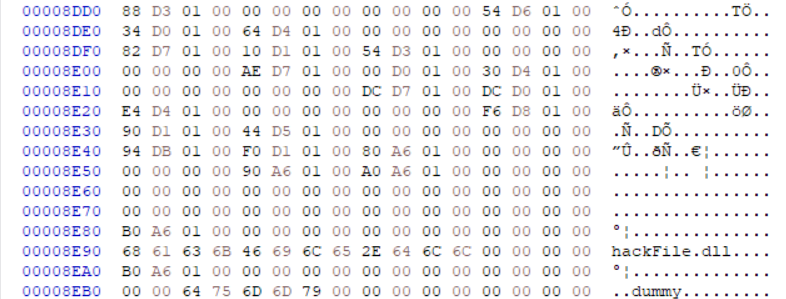 00008DD0 88 D3 01 00 00 00 00 00 00 00 00 00 54 D6 01 00 ˆÓ..........TÖ..
00008DE0 34 D0 01 00 64 D4 01 00 00 00 00 00 00 00 00 00 4Ð..dÔ..........
00008DF0 82 D7 01 00 10 D1 01 00 54 D3 01 00 00 00 00 00 ‚×...Ñ..TÓ......
00008E00 00 00 00 00 AE D7 01 00 00 D0 01 00 30 D4 01 00 ....®×...Ð..0Ô..
00008E10 00 00 00 00 00 00 00 00 DC D7 01 00 DC D0 01 00 ........Ü×..ÜÐ..
00008E20 E4 D4 01 00 00 00 00 00 00 00 00 00 F6 D8 01 00 äÔ..........öØ..
00008E30 90 D1 01 00 44 D5 01 00 00 00 00 00 00 00 00 00 .Ñ..DÕ..........
00008E40 94 DB 01 00 F0 D1 01 00 80 A6 01 00 00 00 00 00 ”Û..ðÑ..€¦......
00008E50 00 00 00 00 90 A6 01 00 A0 A6 01 00 00 00 00 00 .....¦.. ¦......
00008E60 00 00 00 00 00 00 00 00 00 00 00 00 00 00 00 00 ................
00008E70 00 00 00 00 00 00 00 00 00 00 00 00 00 00 00 00 ................
00008E80 B0 A6 01 00 00 00 00 00 00 00 00 00 00 00 00 00 °¦..............
00008E90 68 61 63 6B 46 69 6C 65 2E 64 6C 6C 00 00 00 00 hackFile.dll....
00008EA0 B0 A6 01 00 00 00 00 00 00 00 00 00 00 00 00 00 °¦..............
00008EB0 00 00 64 75 6D 6D 79 00 00 00 00 00 00 00 00 00 ..dummy.........